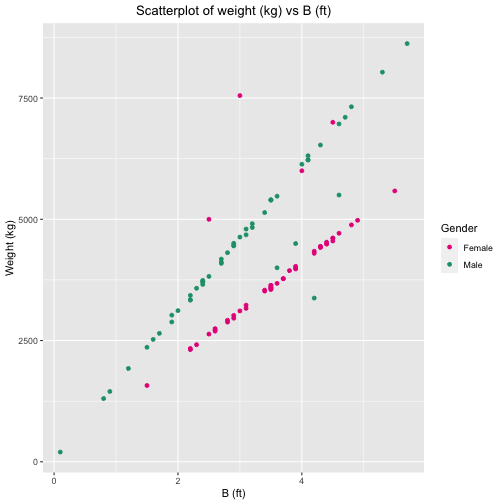 Scatterplot of weight (kg) vs B (ft)
Weight (kg)
7500
5000
2500
0
0 2 4
B (ft)
Gender
Female
Male